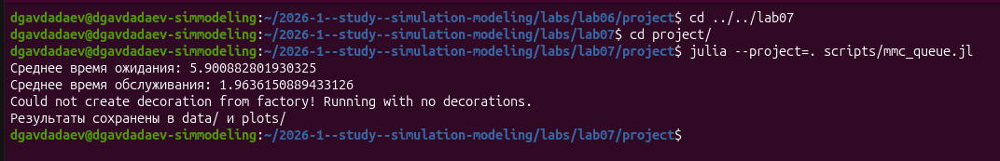 dgavdadaev@dgavdadaev-simmodeling:~/2026-1--study--simulation-modeling/labs/lab06/project$ cd ../../lab07
dgavdadaev@dgavdadaev-simmodeling:~/2026-1--study--simulation-modeling/labs/lab07$ cd project/
dgavdadaev@dgavdadaev-simmodeling:~/2026-1--study--simulation-modeling/labs/lab07/project$ julia --project=. scripts/mmc_queue.jl
Среднее время ожидания: 5.900882801930325
Среднее время обслуживания: 1.9636150889433126
Could not create decoration from factory! Running with no decorations.
Результаты сохранены в data/ и plots/
dgavdadaev@dgavdadaev-simmodeling:~/2026-1--study--simulation-modeling/labs/lab07/project$